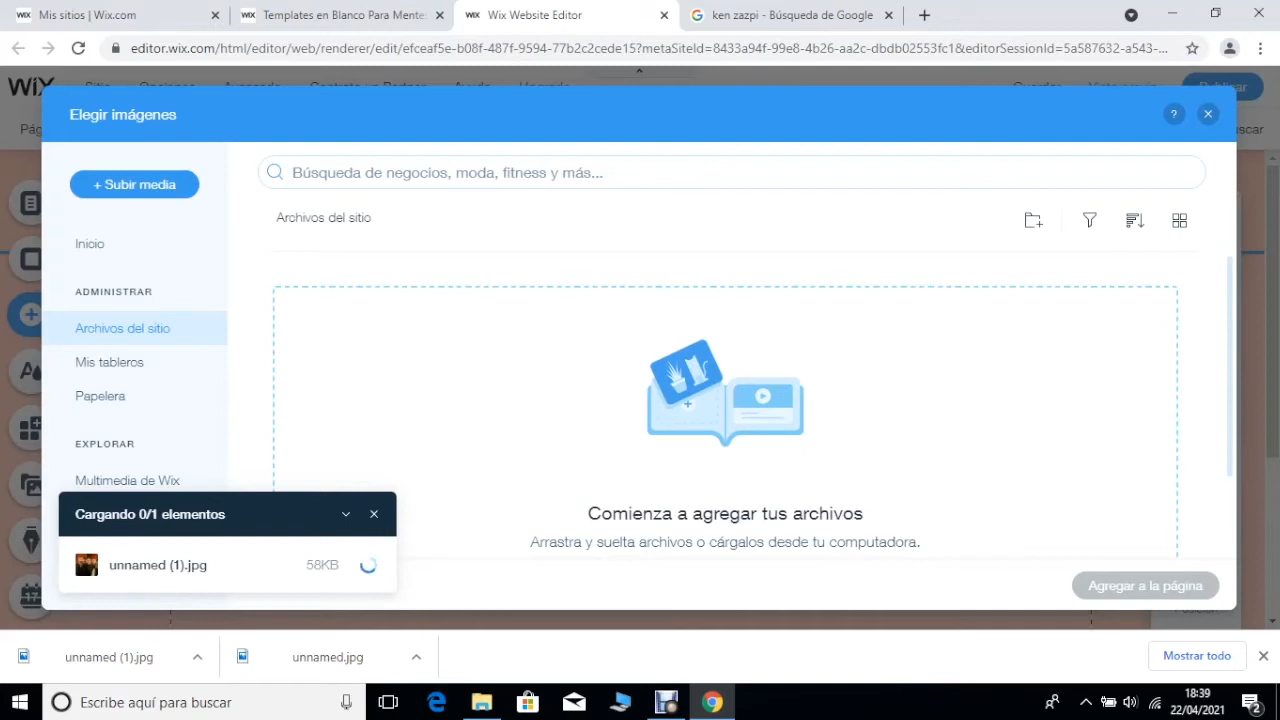 Mis sitios | Wix.com
Templates en Blanco Para Mente
Wix Website Editor
ken zazpi - Búsqueda de Google
editor.wix.com/html/editor/web/renderer/edit/efceaf5e-b08f-487f-9594-77b2c2cede15?metaSiteId=8433a94f-99e8-4b26-aa2c-dbdb02553fc1&editorSessionId=5a587632-a543-...
WiX
Elegir imágenes
?
Pág
uscar
+ Subir media
Búsqueda de negocios, moda, fitness y más...
Archivos del sitio
Inicio
ADMINISTRAR
Archivos del sitio
Mis tableros
Papelera
EXPLORAR
Multimedia de Wix
Comienza a agregar tus archivos
Arrastra y suelta archivos o cárgalos desde tu computadora.
Cargando 0/1 elementos
unnamed (1).jpg 58KB
Agregar a la página
unnamed (1).jpg
unnamed.jpg
Mostrar todo
Escribe aquí para buscar
18:39
22/04/2021
2